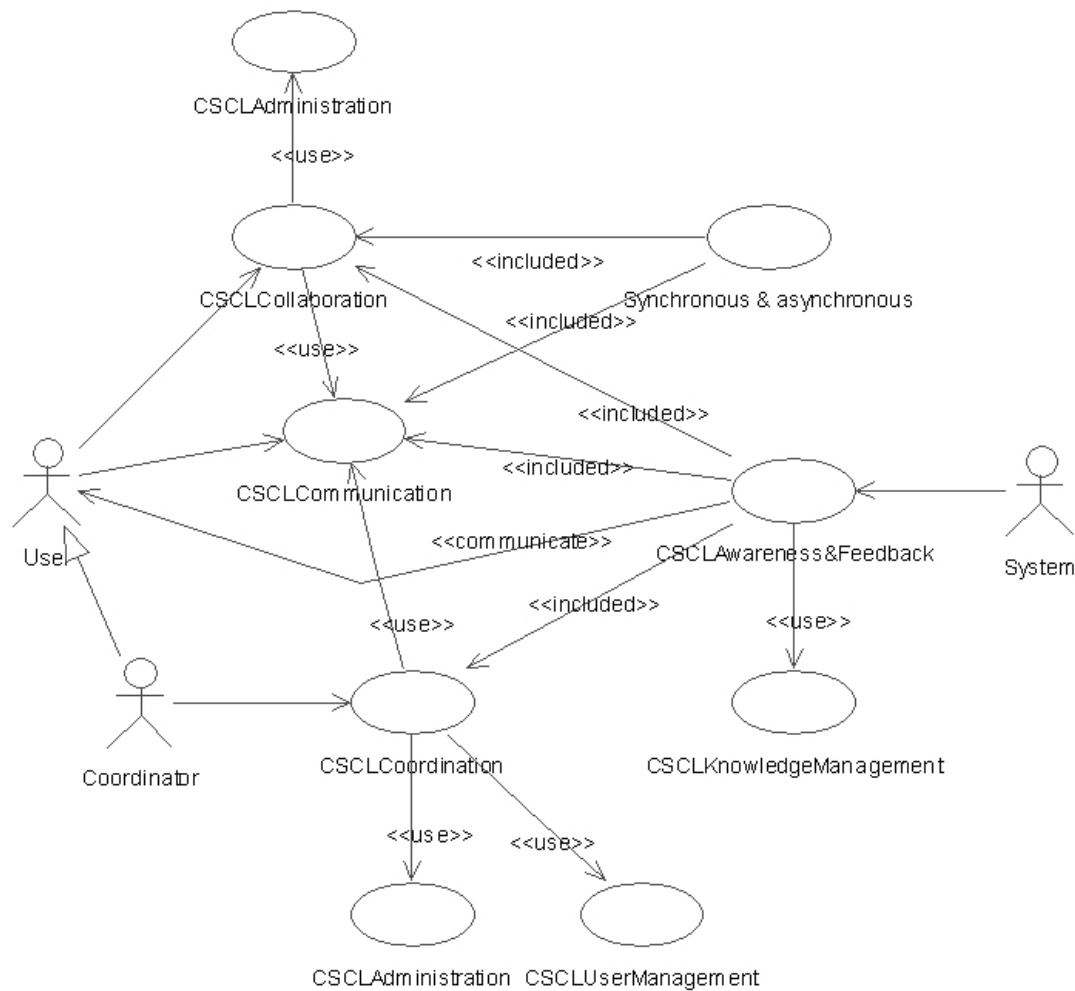 CSCLAdministration
<<use>>
<<included>>
CSCLCollaboration
Synchronous & asynchronous
<<included>>
<<use>>
<<included>>
<<included>>
CSCLCommunication
<<communicate>>
CSCLAwareness&Feedback
User
System
<<included>>
<<use>>
<<use>>
Coordinator
CSCLCoordination
CSCLKnowledgeManagement
<<use>>
<<use>>
CSCLAdministration
CSCLUserManagement